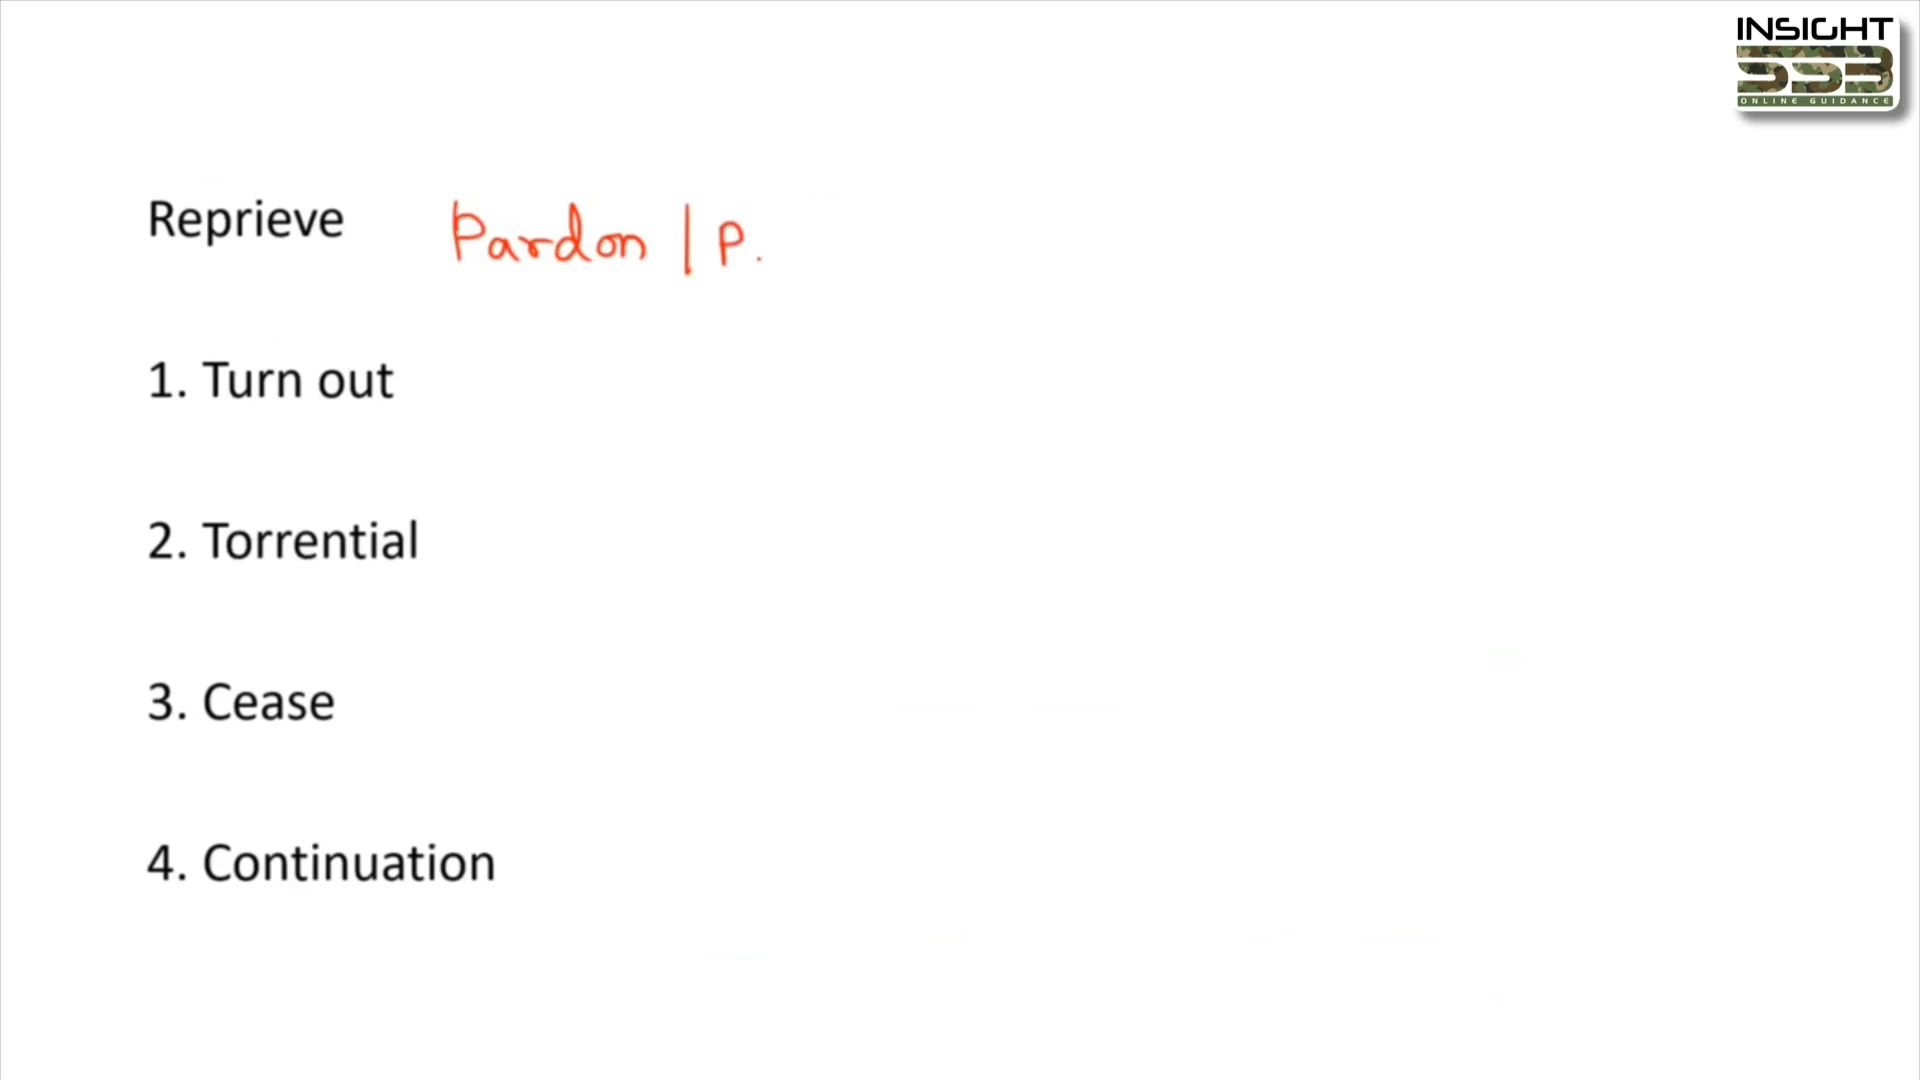 INSIGHT
SSB
ONLINE GUIDANCE
Reprieve Pardon | P.
1. Turn out
2. Torrential
3. Cease
4. Continuation